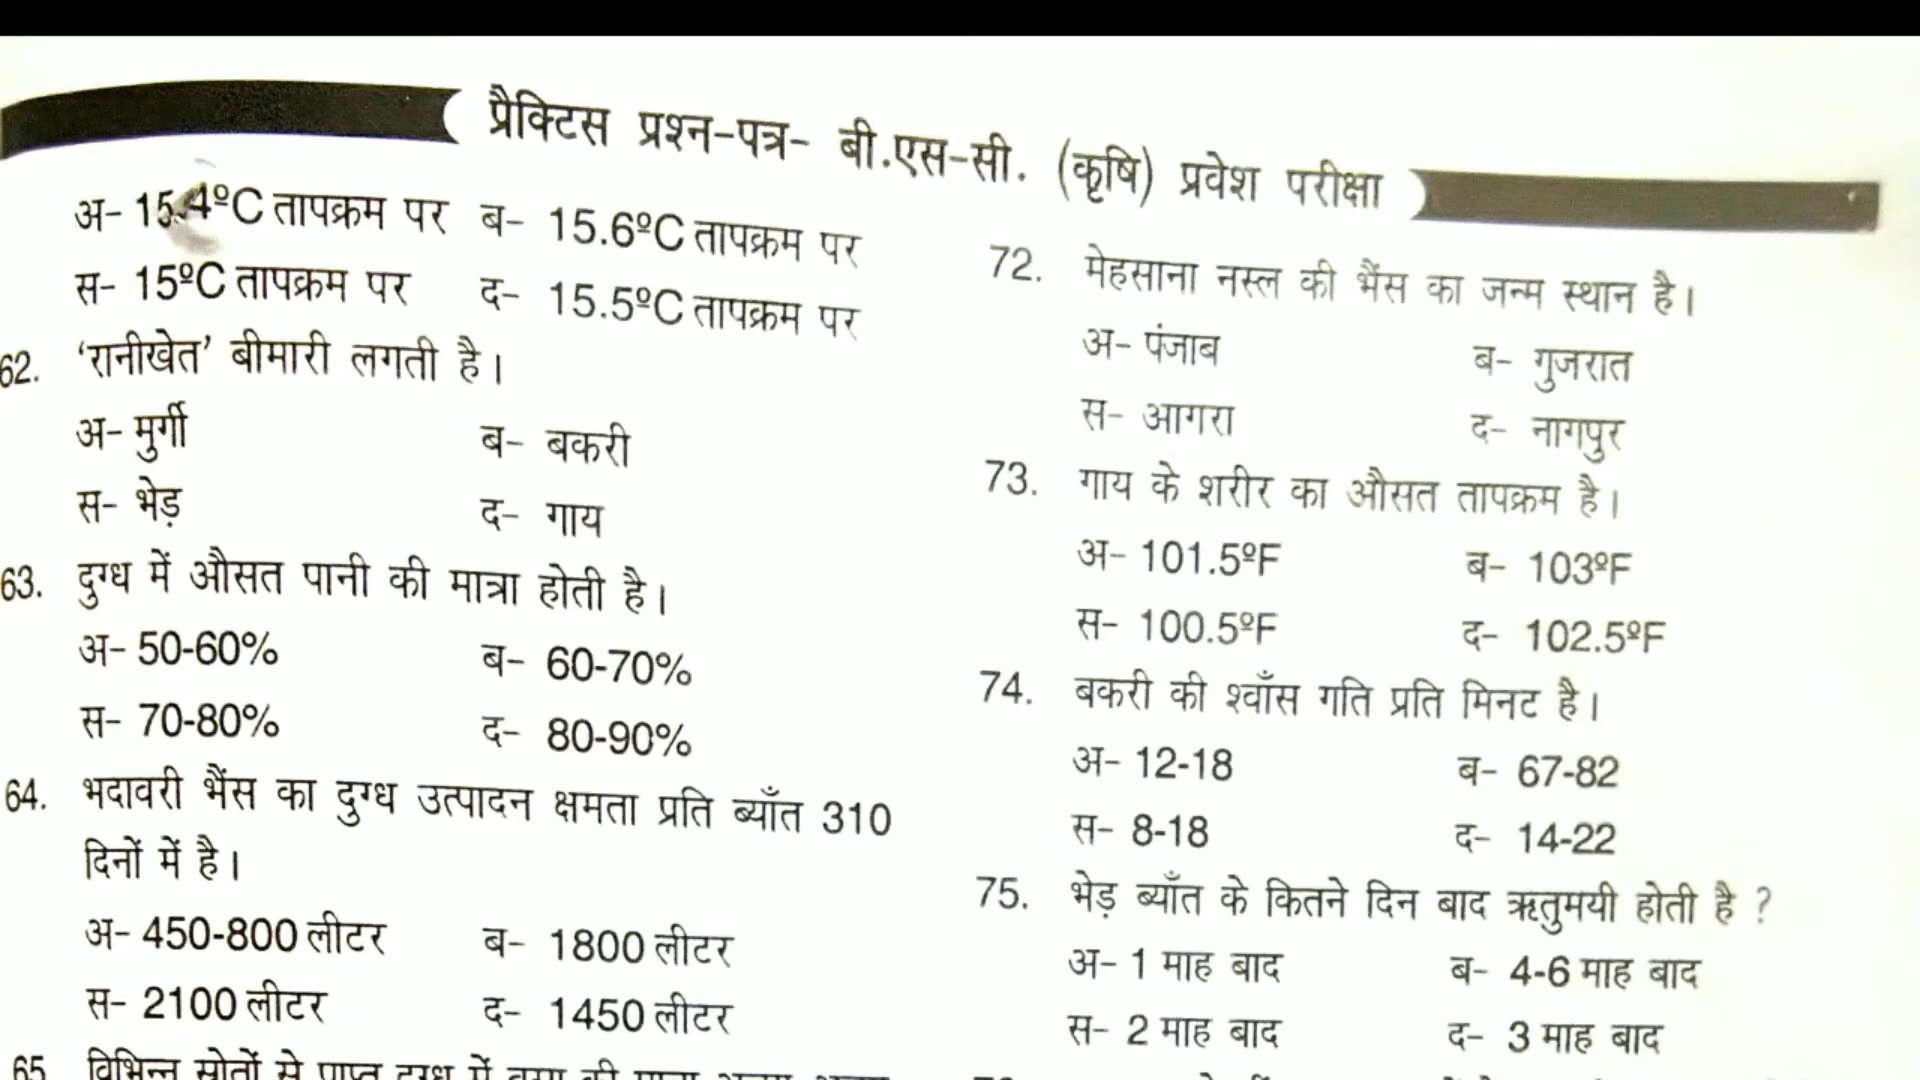 प्रैक्टिस प्रश्न-पत्र- बी.एस-सी. (कृषि) प्रवेश परीक्षा
अ- 15.4ºC तापक्रम पर ब- 15.6ºC तापक्रम पर
स- 15ºC तापक्रम पर द- 15.5ºC तापक्रम पर
62. ‘रानीखेत’ बीमारी लगती है।
अ- मुर्गी ब- बकरी
स- भेड़ द- गाय
63. दुग्ध में औसत पानी की मात्रा होती है।
अ- 50-60% ब- 60-70%
स- 70-80% द- 80-90%
64. भदावरी भैंस का दुग्ध उत्पादन क्षमता प्रति ब्याँत 310
दिनों में है।
अ- 450-800 लीटर ब- 1800 लीटर
स- 2100 लीटर द- 1450 लीटर
65 विभिन्न स्रोतों से प्राप्त दुग्ध में वसा की मात्रा
72. मेहसाना नस्ल की भैंस का जन्म स्थान है।
अ- पंजाब ब- गुजरात
स- आगरा द- नागपुर
73. गाय के शरीर का औसत तापक्रम है।
अ- 101.5ºF ब- 103ºF
स- 100.5ºF द- 102.5ºF
74. बकरी की श्वाँस गति प्रति मिनट है।
अ- 12-18 ब- 67-82
स- 8-18 द- 14-22
75. भेड़ ब्याँत के कितने दिन बाद ऋतुमयी होती है ?
अ- 1 माह बाद ब- 4-6 माह बाद
स- 2 माह बाद द- 3 माह बाद